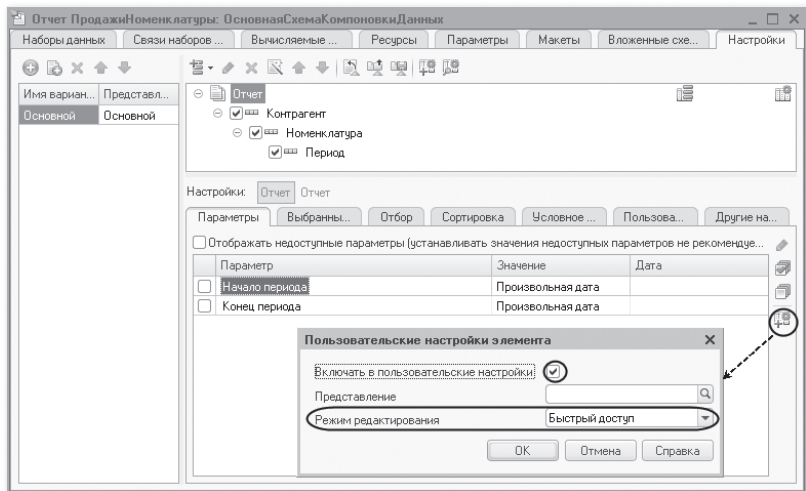 Отчет ПродажиНоменклатуры: ОсновнаяСхемаКомпоновкиДанных
Наборы данных Связи наборов ... Вычисляемые ... Ресурсы Параметры Макеты Вложенные схе... Настройки
Имя вариан... Представл...
Основной Основной
Отчет
Контрагент
Номенклатура
Период
Настройки: Отчет Отчет
Параметры Выбранны... Отбор Сортировка Условное ... Пользова... Другие на...
Отображать недоступные параметры (устанавливать значения недоступных параметров не рекомендуе...
Параметр Значение Дата
Начало периода Произвольная дата
Конец периода Произвольная дата
Пользовательские настройки элемента
Включать в пользовательские настройки
Представление
Режим редактирования Быстрый доступ
ОК Отмена Справка